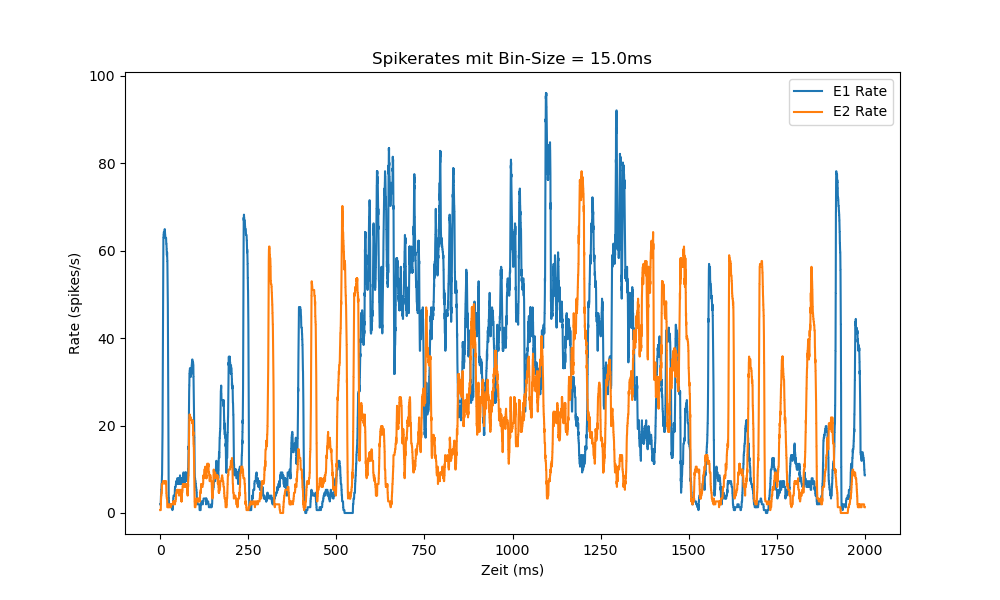 Spikerates mit Bin-Size = 15.0ms
E1 Rate
E2 Rate
Rate (spikes/s)
100
80
60
40
20
0
0 250 500 750 1000 1250 1500 1750 2000
Zeit (ms)